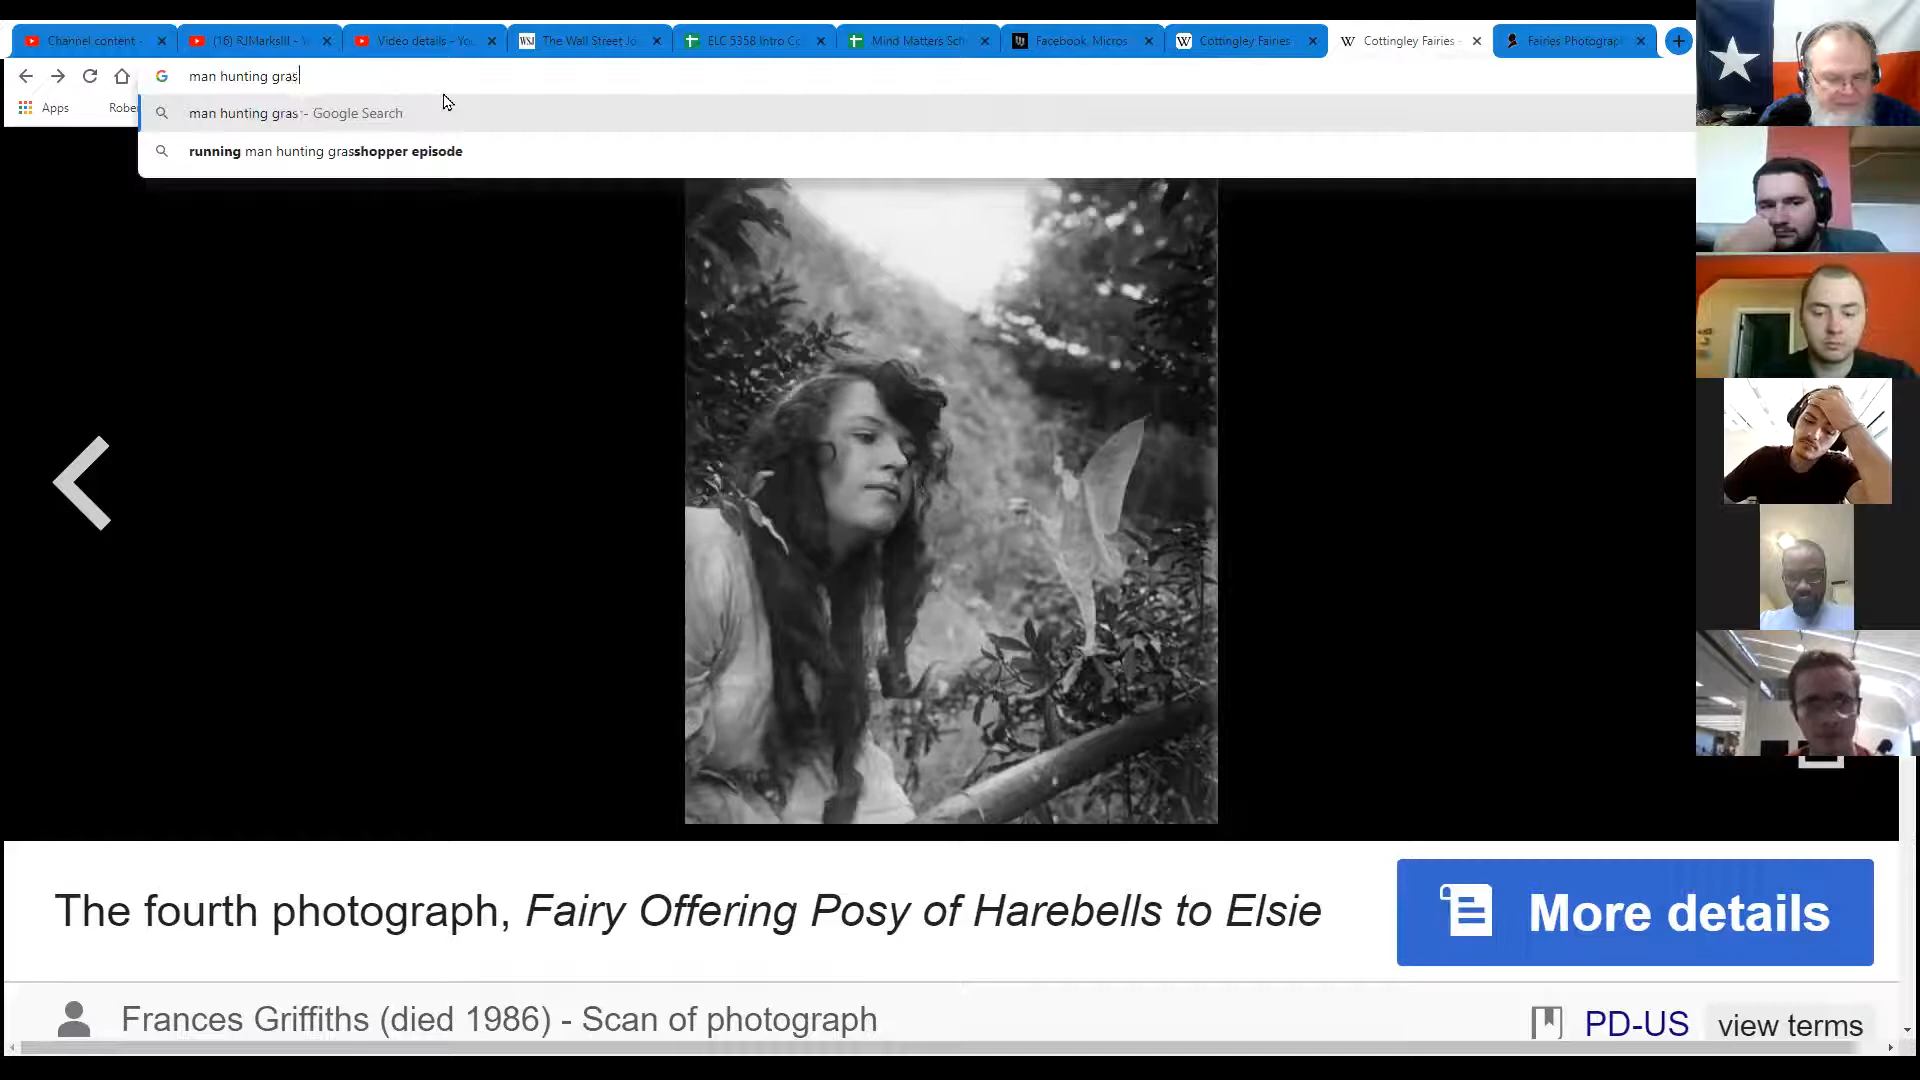 Channel content -
(16) RJMarksIII - Y
Video details - You
WSJ The Wall Street Jo
ELC 5358 Intro Co
Mind Matters Sch
Facebook, Micros
W Cottingley Fairies
W Cottingley Fairies -
Fairies Photograp
man hunting gras
Apps
Rober
man hunting gras - Google Search
running man hunting grasshopper episode
The fourth photograph, Fairy Offering Posy of Harebells to Elsie
More details
Frances Griffiths (died 1986) - Scan of photograph
PD-US
view terms